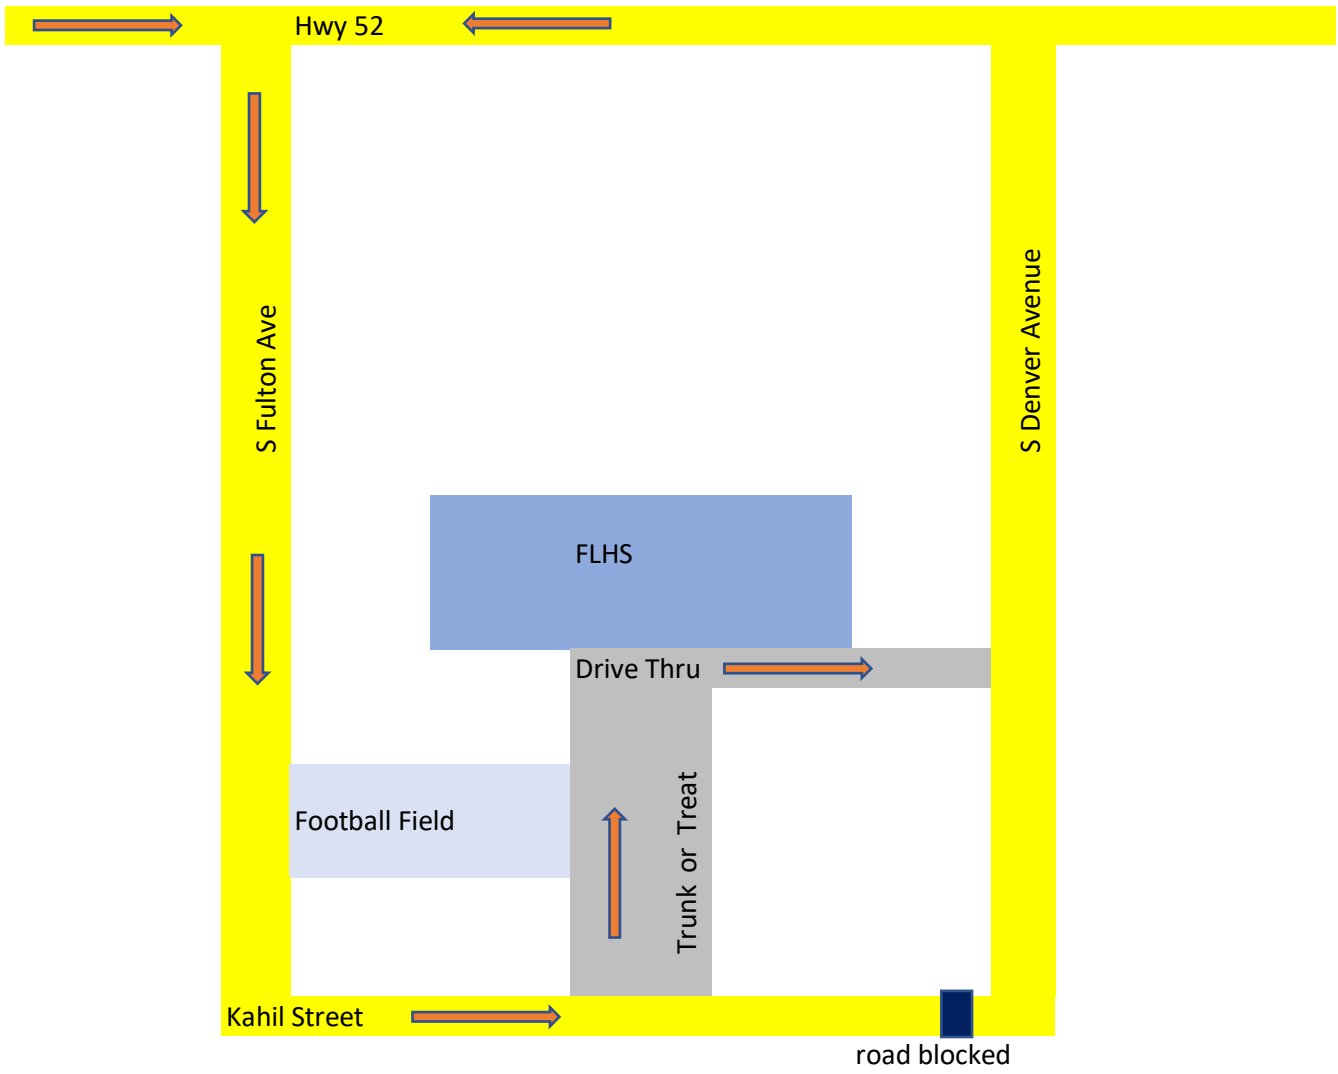 Hwy 52
S Fulton Ave
S Denver Avenue
FLHS
Drive Thru
Football Field
Trunk or Treat
Kahil Street
road blocked